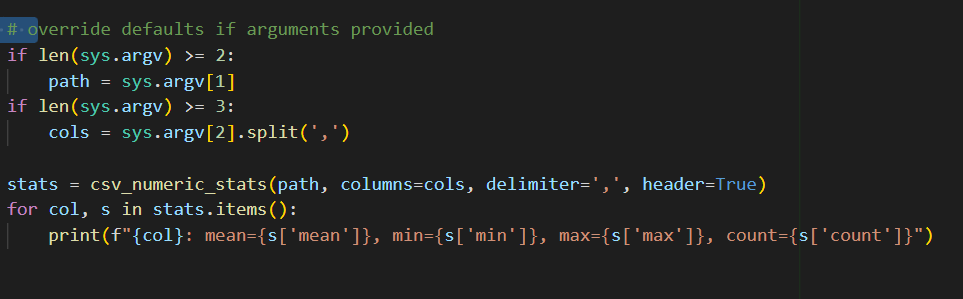 # override defaults if arguments provided
if len(sys.argv) >= 2:
    path = sys.argv[1]
if len(sys.argv) >= 3:
    cols = sys.argv[2].split(',')

stats = csv_numeric_stats(path, columns=cols, delimiter=',', header=True)
for col, s in stats.items():
    print(f"{col}: mean={s['mean']}, min={s['min']}, max={s['max']}, count={s['count']}")